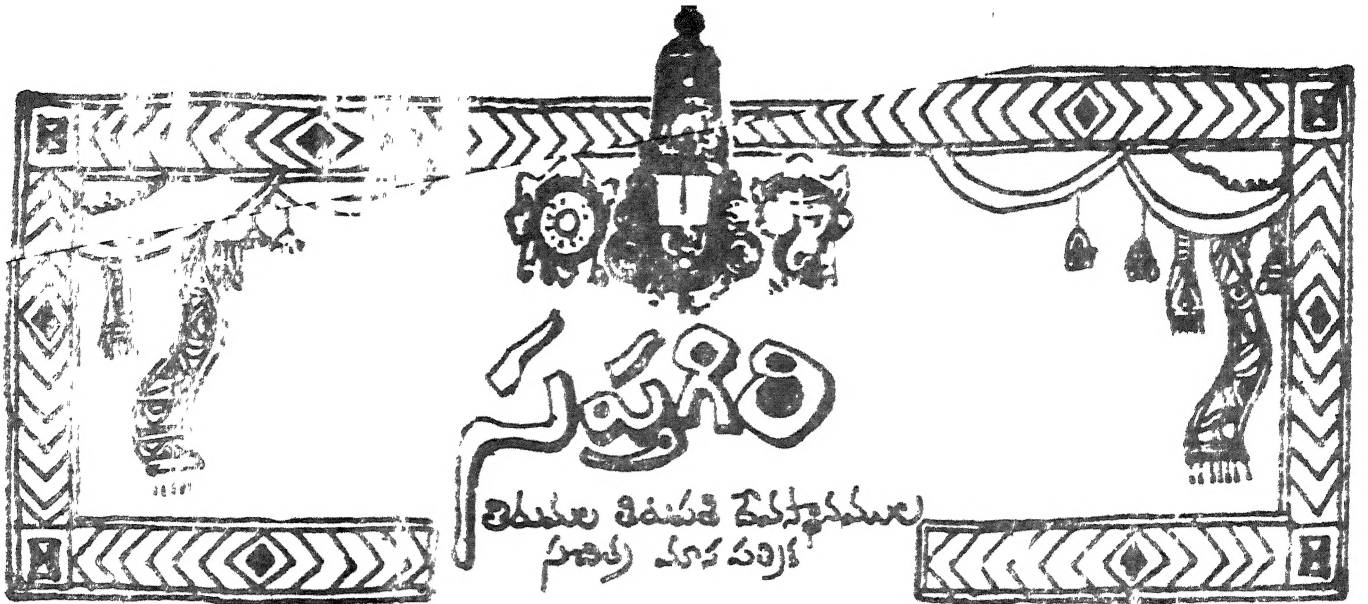 సప్తగిరి
తిరుమల తిరుపతి దేవస్థానముల
సచిత్ర మాస పత్రిక